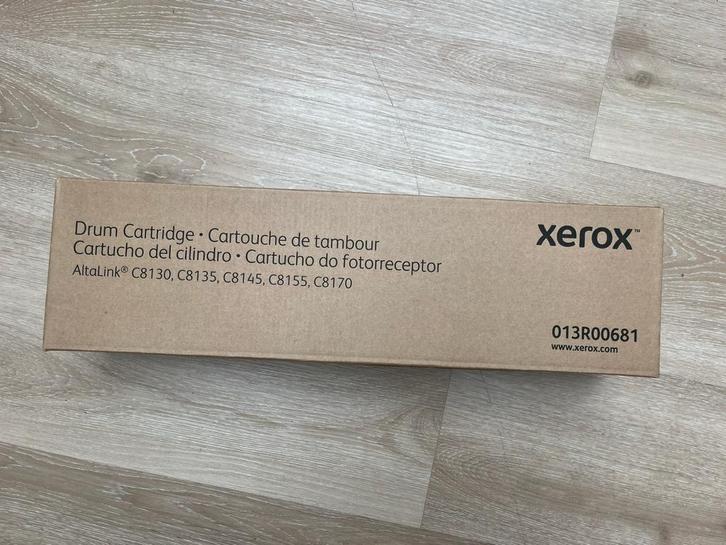 Drum Cartridge • Cartouche de tambour
Cartucho del cilindro • Cartucho do fotorreceptor
AltaLink® C8130, C8135, C8145, C8155, C8170
xerox™
013R00681
www.xerox.com